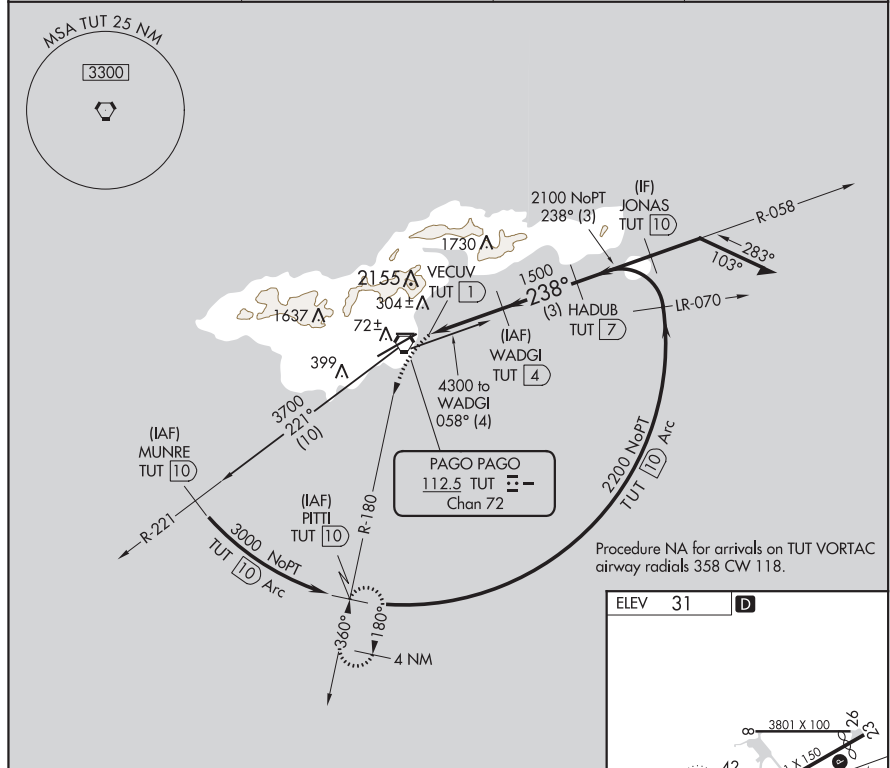 MSA TUT 25 NM
3300
2100 NoPT
238° (3)
(IF)
JONAS
TUT 10
R-058
283°
103°
1730
2155
VECUV
TUT 1
304±
1637
72±
399
1500
238°
(3)
HADUB
TUT 7
LR-070
(IAF)
WADGI
TUT 4
4300 to
WADGI
058° (4)
3700
221°
(10)
(IAF)
MUNRE
TUT 10
R-221
3000 NoPT
TUT 10 Arc
(IAF)
PITTI
TUT 10
R-180
PAGO PAGO
112.5 TUT
Chan 72
2200 NoPT
TUT 10 Arc
360°
180°
4 NM
Procedure NA for arrivals on TUT VORTAC
airway radials 358 CW 118.
ELEV 31 D
8
3801 X 100
26
23
X 150
P